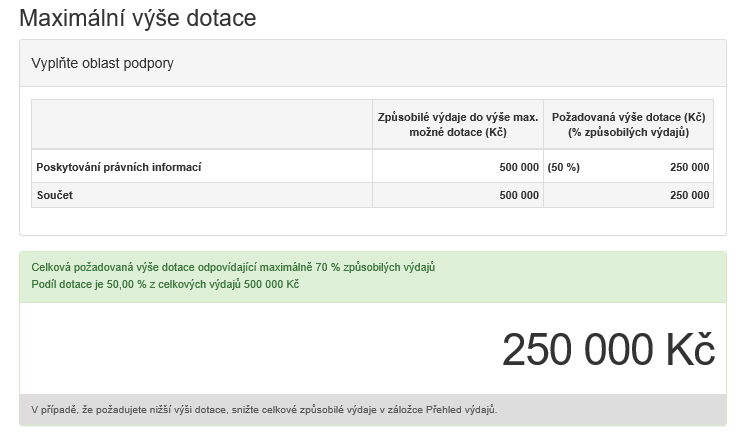 Maximální výše dotace
Vyplňte oblast podpory
Způsobilé výdaje do výše max.
možné dotace (Kč)
Požadovaná výše dotace (Kč)
(% způsobilých výdajů)
Poskytování právních informací 500 000 (50 %) 250 000
Součet 500 000 250 000
Celková požadovaná výše dotace odpovídající maximálně 70 % způsobilých výdajů
Podíl dotace je 50,00 % z celkových výdajů 500 000 Kč
250 000 Kč
V případě, že požadujete nižší výši dotace, snižte celkové způsobilé výdaje v záložce Přehled výdajů.